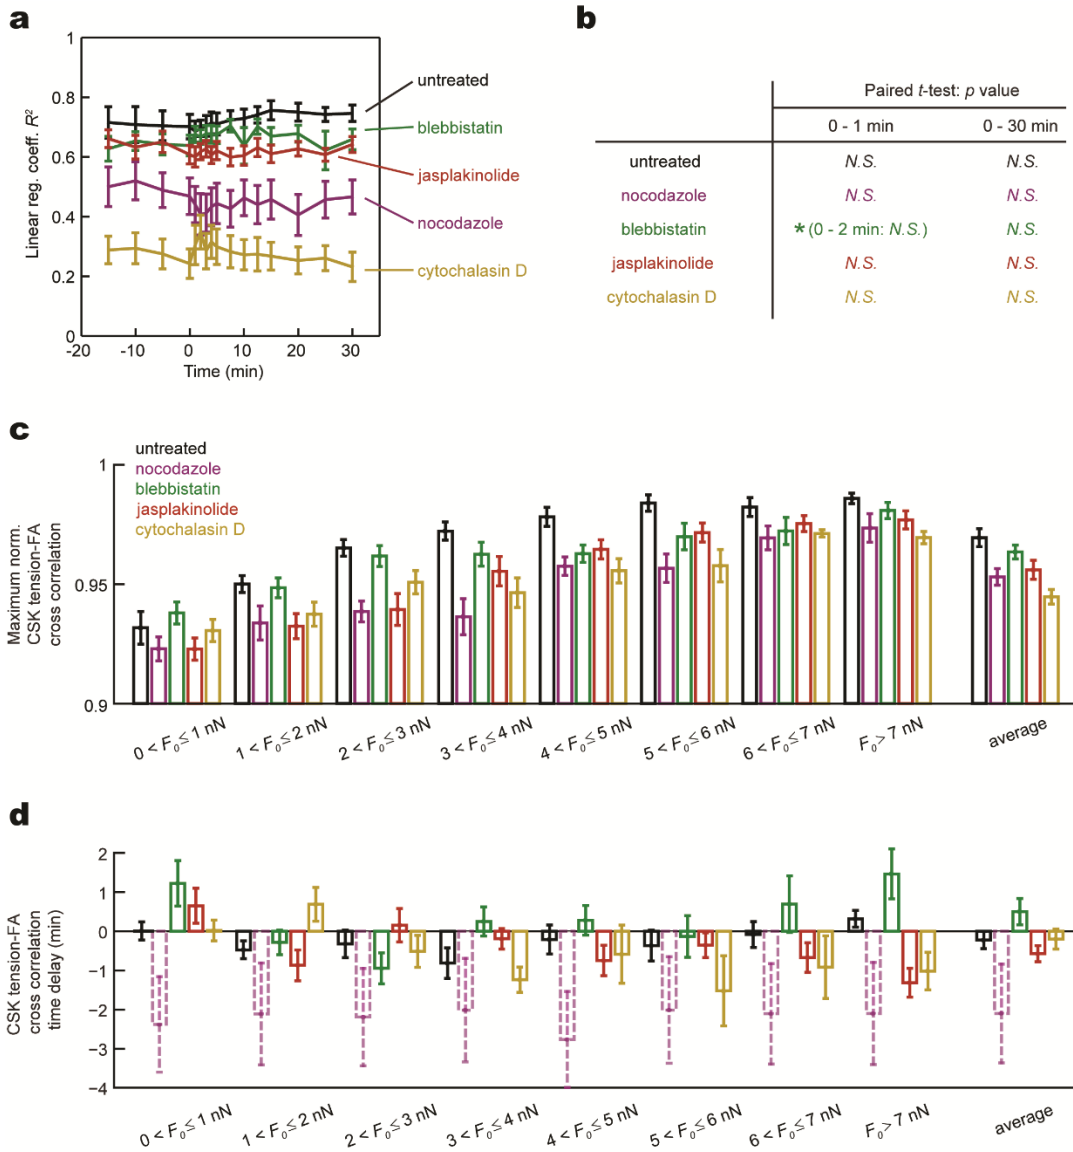 a
1
0.8
0.6
0.4
0.2
0
Linear reg. coeff. R²
-20
-10
0
10
20
30
Time (min)
untreated
blebbistatin
jasplakinolide
nocodazole
cytochalasin D
b
Paired t-test: p value
0 - 1 min
0 - 30 min
untreated N.S. N.S.
nocodazole N.S. N.S.
blebbistatin * (0 - 2 min: N.S.) N.S.
jasplakinolide N.S. N.S.
cytochalasin D N.S. N.S.
c
untreated
nocodazole
blebbistatin
jasplakinolide
cytochalasin D
1
0.95
0.9
Maximum norm.
CSK tension-FA
cross correlation
0 < F₀≤ 1 nN
1 < F₀≤ 2 nN
2 < F₀≤ 3 nN
3 < F₀≤ 4 nN
4 < F₀≤ 5 nN
5 < F₀≤ 6 nN
6 < F₀≤ 7 nN
F₀> 7 nN
average
d
2
1
0
−1
−2
−3
−4
CSK tension-FA
cross correlation
time delay (min)
0 < F₀≤ 1 nN
1 < F₀≤ 2 nN
2 < F₀≤ 3 nN
3 < F₀≤ 4 nN
4 < F₀≤ 5 nN
5 < F₀≤ 6 nN
6 < F₀≤ 7 nN
F₀> 7 nN
average